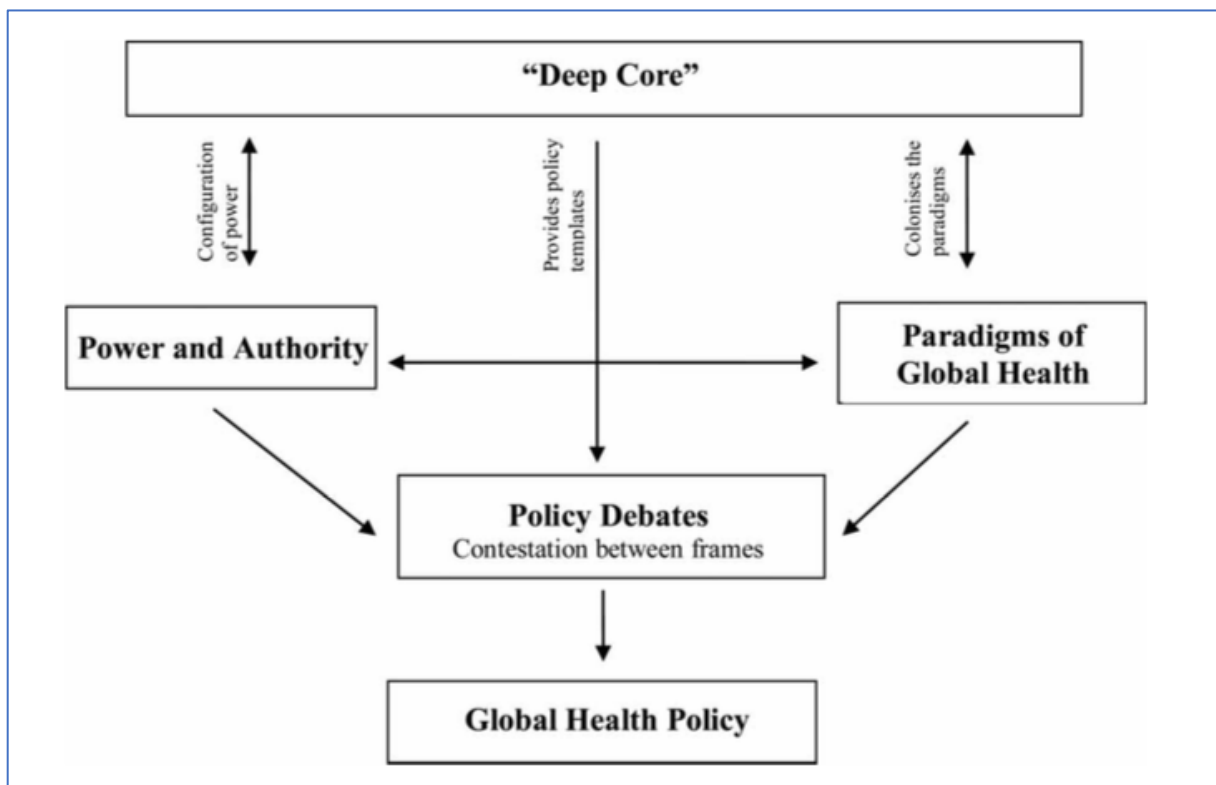 “Deep Core”
Configuration
of power
Provides policy
templates
Colonises the
paradigms
Power and Authority
Paradigms of
Global Health
Policy Debates
Contestation between frames
Global Health Policy